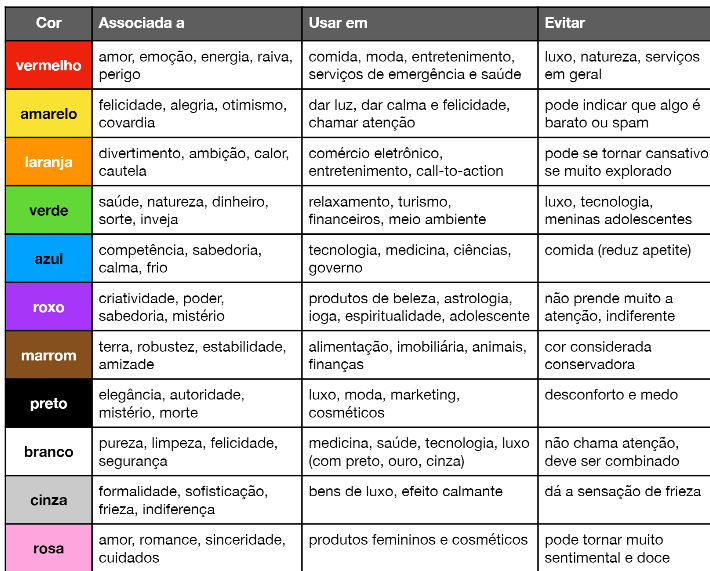 Cor Associada a Usar em Evitar
vermelho
amor, emoção, energia, raiva,
perigo
comida, moda, entretenimento,
serviços de emergência e saúde
luxo, natureza, serviços
em geral
amarelo
felicidade, alegria, otimismo,
covardia
dar luz, dar calma e felicidade,
chamar atenção
pode indicar que algo é
barato ou spam
laranja
divertimento, ambição, calor,
cautela
comércio eletrônico,
entretenimento, call-to-action
pode se tornar cansativo
se muito explorado
verde
saúde, natureza, dinheiro,
sorte, inveja
relaxamento, turismo,
financeiros, meio ambiente
luxo, tecnologia,
meninas adolescentes
azul
competência, sabedoria,
calma, frio
tecnologia, medicina, ciências,
governo
comida (reduz apetite)
roxo
criatividade, poder,
sabedoria, mistério
produtos de beleza, astrologia,
ioga, espiritualidade, adolescente
não prende muito a
atenção, indiferente
marrom
terra, robustez, estabilidade,
amizade
alimentação, imobiliária, animais,
finanças
cor considerada
conservadora
preto
elegância, autoridade,
mistério, morte
luxo, moda, marketing,
cosméticos
desconforto e medo
branco
pureza, limpeza, felicidade,
segurança
medicina, saúde, tecnologia, luxo
(com preto, ouro, cinza)
não chama atenção,
deve ser combinado
cinza
formalidade, sofisticação,
frieza, indiferença
bens de luxo, efeito calmante
dá a sensação de frieza
rosa
amor, romance, sinceridade,
cuidados
produtos femininos e cosméticos
pode tornar muito
sentimental e doce